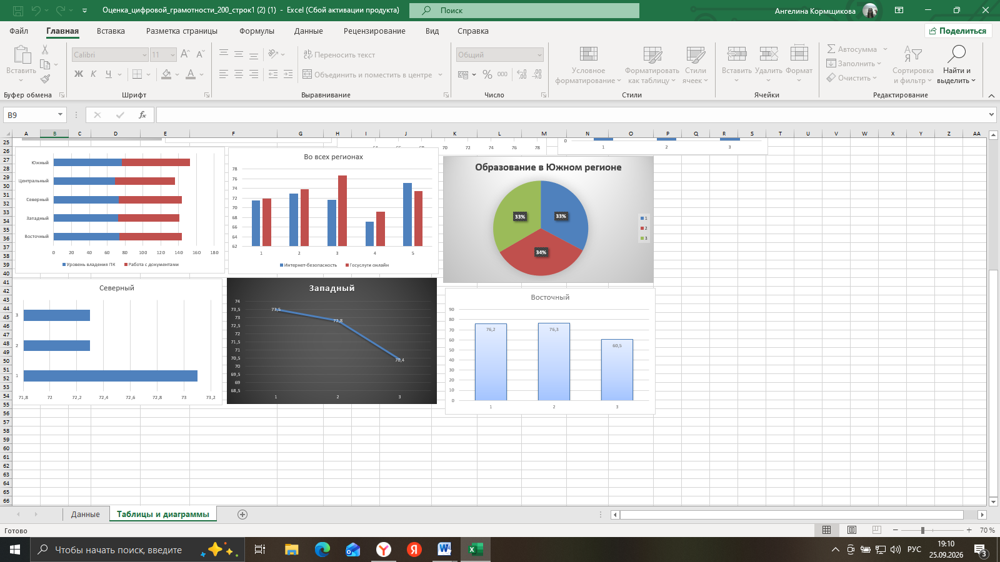 Оценка_цифровой_грамотности_200_строк1 (2) (1) - Excel (Сбой активации продукта)
Поиск
Ангелина Кормщикова
Файл Главная Вставка Разметка страницы Формулы Данные Рецензирование Вид Справка
Поделиться
Вставить
Буфер обмена
Calibri 11
Ж К Ч
Шрифт
Переносить текст
Объединить и поместить в центре
Выравнивание
Общий
% 000
Число
Условное форматирование
Форматировать как таблицу
Стили ячеек
Стили
Вставить Удалить Формат
Ячейки
Автосумма
Заполнить
Очистить
Сортировка и фильтр
Найти и выделить
Редактирование
B9
fx
A B C D E F G H I J K L M N O P Q R S T U V W X Y Z AA
25
26
27
28
29
30
31
32
33
34
35
36
37
38
39
40
41
42
43
44
45
46
47
48
49
50
51
52
53
54
55
56
57
58
59
60
61
62
63
64
65
66
70 72 74 76 78
0
1 2 3
Южный
Центральный
Северный
Западный
Восточный
0 20 40 60 80 100 120 140 160 180
Уровень владения ПК Работа с документами
Во всех регионах
78
76
74
72
70
68
66
64
62
1 2 3 4 5
Интернет-безопасность Госуслуги онлайн
Образование в Южном регионе
33% 33%
34%
1
2
3
Северный
3
2
1
71,8 72 72,2 72,4 72,6 72,8 73 73,2
Западный
74
73,5
73
72,5
72
71,5
71
70,5
70
69,5
69
68,5
73,5
72,8
70,4
1 2 3
Восточный
90
80
70
60
50
40
30
20
10
0
76,2 76,3 60,5
1 2 3
Данные Таблицы и диаграммы
Готово
70 %
Чтобы начать поиск, введите
РУС
19:10
25.09.2026
3